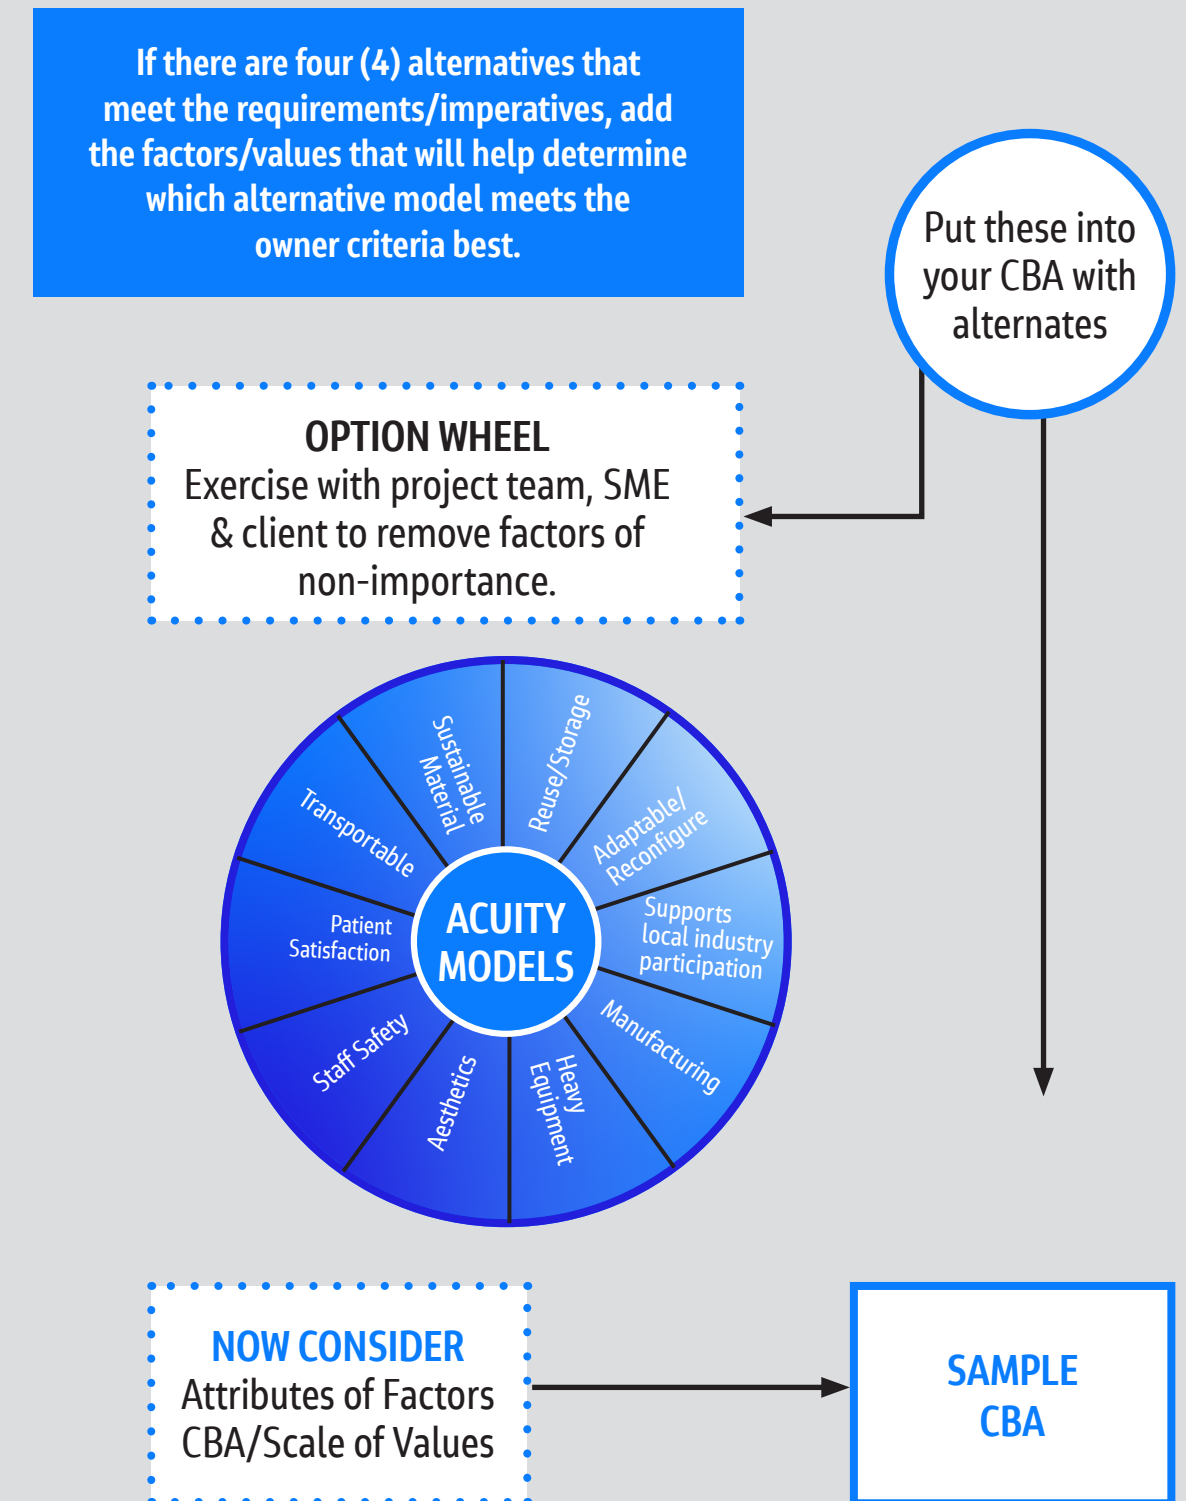 If there are four (4) alternatives that
meet the requirements/imperatives, add
the factors/values that will help determine
which alternative model meets the
owner criteria best.
Put these into
your CBA with
alternates
OPTION WHEEL
Exercise with project team, SME
& client to remove factors of
non-importance.
Sustainable
Material
Reuse/Storage
Adaptable/
Reconfigure
Supports
local industry
participation
Manufacturing
Heavy
Equipment
Aesthetics
Staff Safety
Patient
Satisfaction
Transportable
ACUITY
MODELS
NOW CONSIDER
Attributes of Factors
CBA/Scale of Values
SAMPLE
CBA